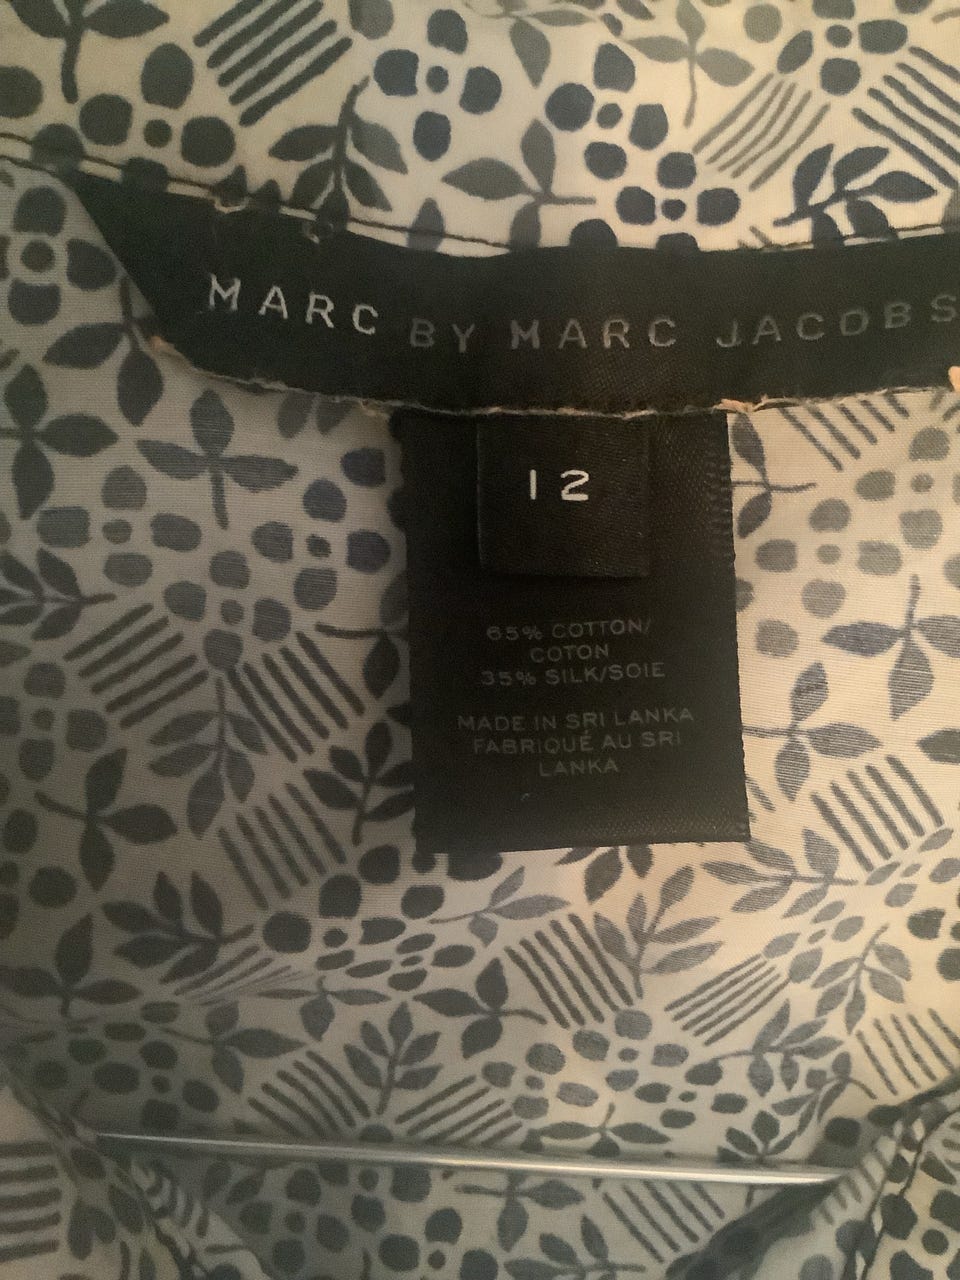 MARC BY MARC JACOBS
12
65% COTTON/
COTON
35% SILK/SOIE
MADE IN SRI LANKA
FABRIQUÉ AU SRI
LANKA